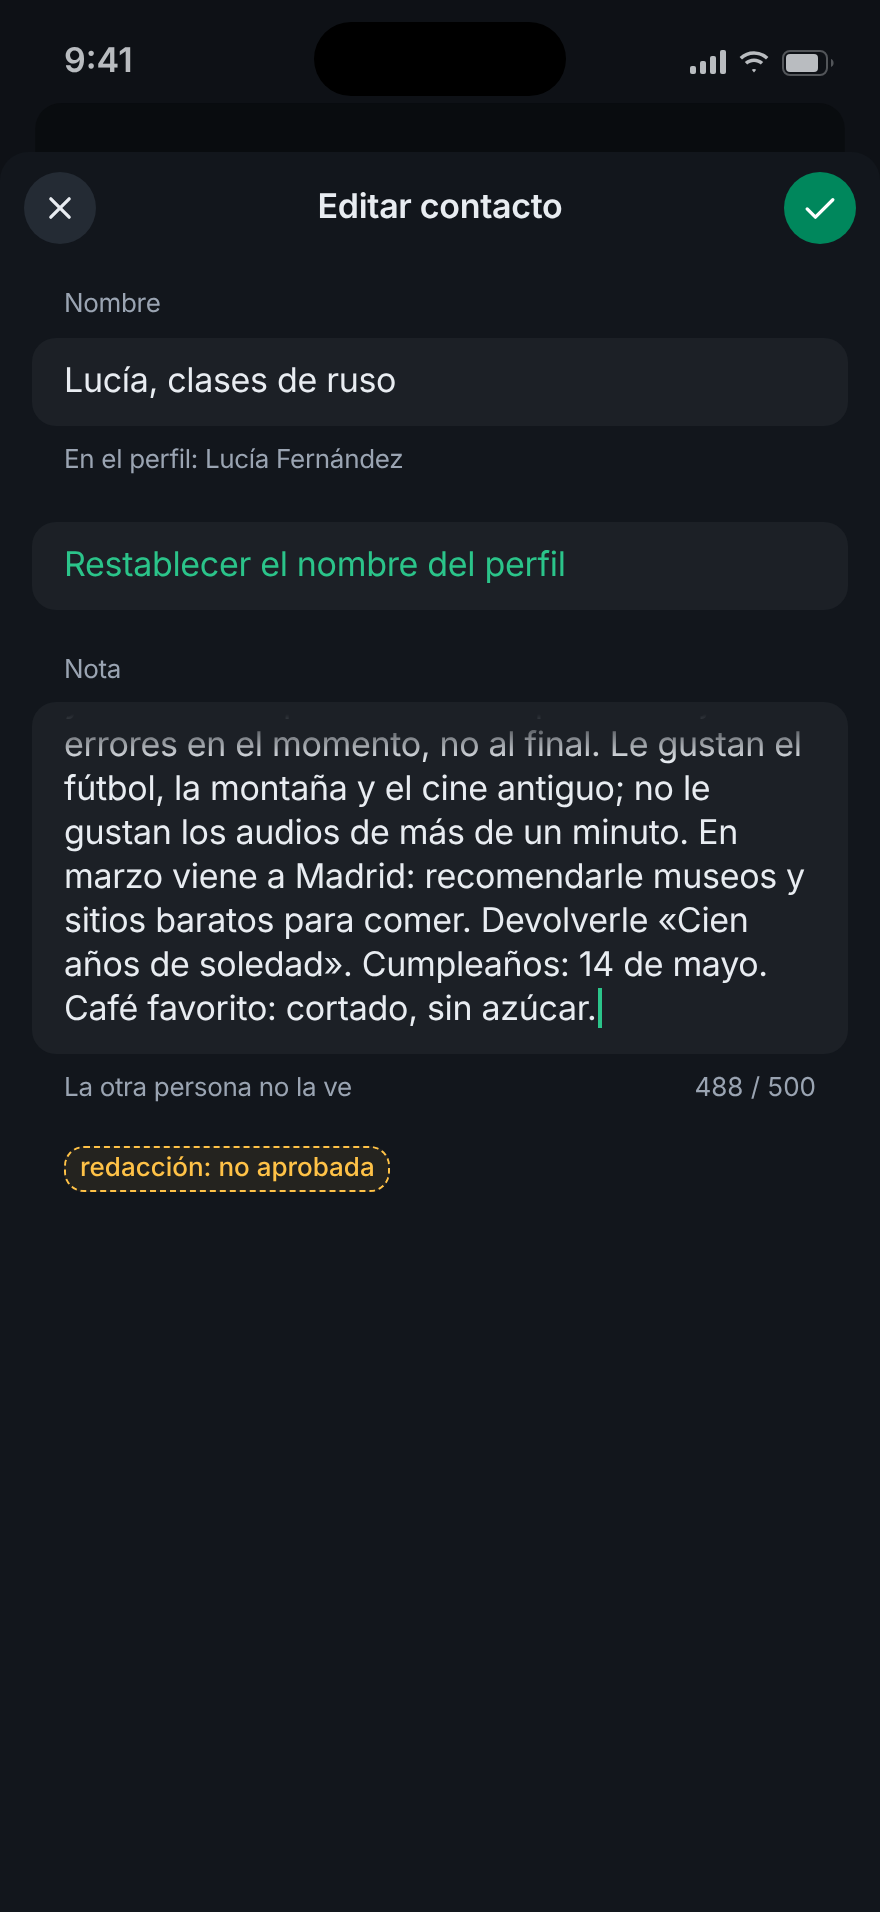 9:41
Editar contacto
Nombre
Lucía, clases de ruso
En el perfil: Lucía Fernández
Restablecer el nombre del perfil
Nota
errores en el momento, no al final. Le gustan el
fútbol, la montaña y el cine antiguo; no le
gustan los audios de más de un minuto. En
marzo viene a Madrid: recomendarle museos y
sitios baratos para comer. Devolverle «Cien
años de soledad». Cumpleaños: 14 de mayo.
Café favorito: cortado, sin azúcar.
La otra persona no la ve
488 / 500
redacción: no aprobada